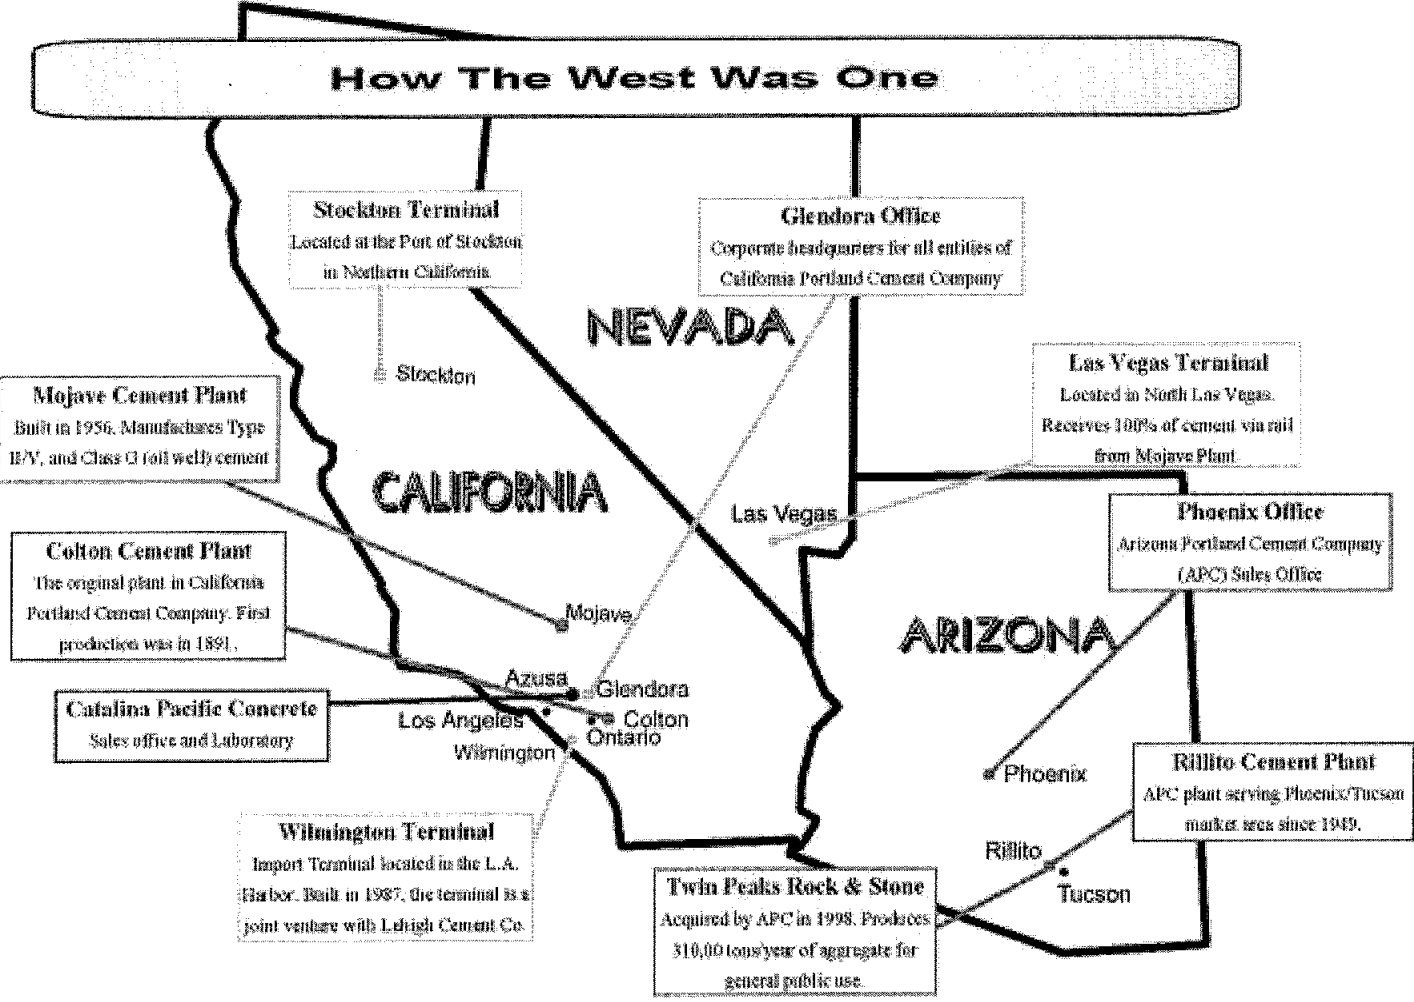 How The West Was One
Stockton Terminal
Located at the Port of Stockton
in Northern California
Glendora Office
Corporate headquarters for all entities of
California Portland Cement Company
NEVADA
Las Vegas Terminal
Located in North Las Vegas.
Receives 100% of cement via rail
from Mojave Plant
Stockton
Mojave Cement Plant
Built in 1956. Manufactures Type
II/V, and Class G (oil well) cement
CALIFORNIA
Las Vegas
Phoenix Office
Arizona Portland Cement Company
(APC) Sales Office
Colton Cement Plant
The original plant in California
Portland Cement Company. First
production was in 1891.
Mojave
ARIZONA
Azusa
Glendora
Catalina Pacific Concrete
Sales office and Laboratory
Los Angeles
Colton
Ontario
Wilmington
Phoenix
Rillito Cement Plant
APC plant serving Phoenix/Tucson
market area since 1949.
Wilmington Terminal
Import Terminal located in the L.A.
Harbor. Built in 1987, the terminal is a
joint venture with Lehigh Cement Co.
Rillito
Tucson
Twin Peaks Rock & Stone
Acquired by APC in 1998. Produces
310,00 tons/year of aggregate for
general public use.